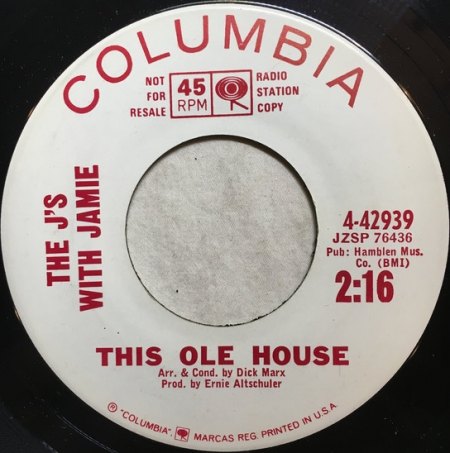 COLUMBIA
NOT
FOR
RESALE
45
RPM
RADIO
STATION
COPY
THE J'S
WITH JAMIE
4-42939
JZSP 76436
Pub: Hamblen Mus.
Co. (BMI)
2:16
THIS OLE HOUSE
Arr. & Cond. by Dick Marx
Prod. by Ernie Altschuler
® "COLUMBIA", MARCAS REG. PRINTED IN U.S.A.